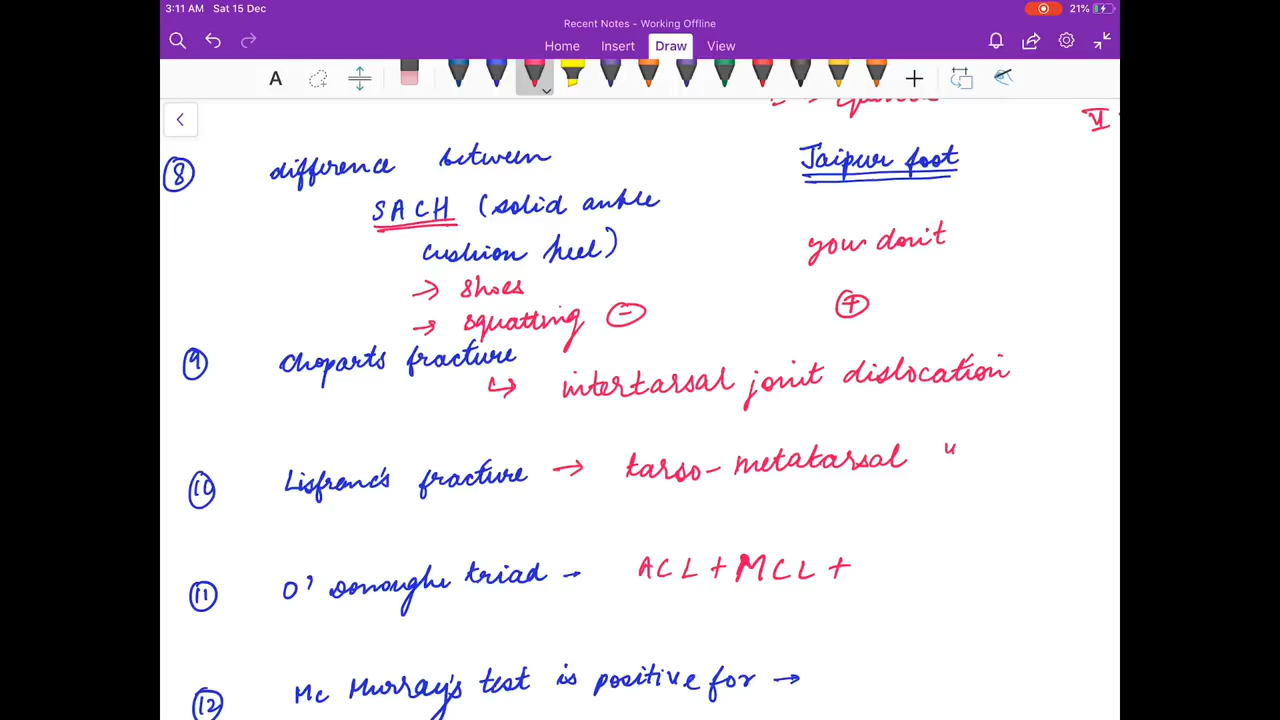 3:11 AM Sat 15 Dec
21%
Recent Notes - Working Offline
Home Insert Draw View
A
VI
8 difference between Jaipur foot
SACH (solid ankle
cushion heel) you don't
→ shoes
→ squatting ⊖ ⊕
9 Choparts fracture
↳ intertarsal joint dislocation
10 Lisfranc's fracture → tarso-metatarsal "
11 O'Donoughe triad → ACL + MCL +
12 Mc Murray's test is positive for →